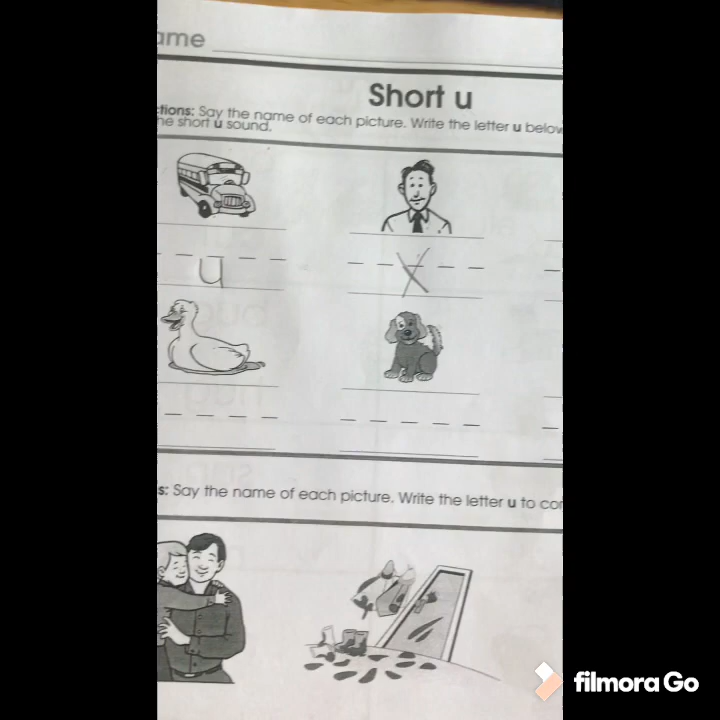 ame
Short u
ctions: Say the name of each picture. Write the letter u below
he short u sound.
u
X
s: Say the name of each picture. Write the letter u to con
filmora Go